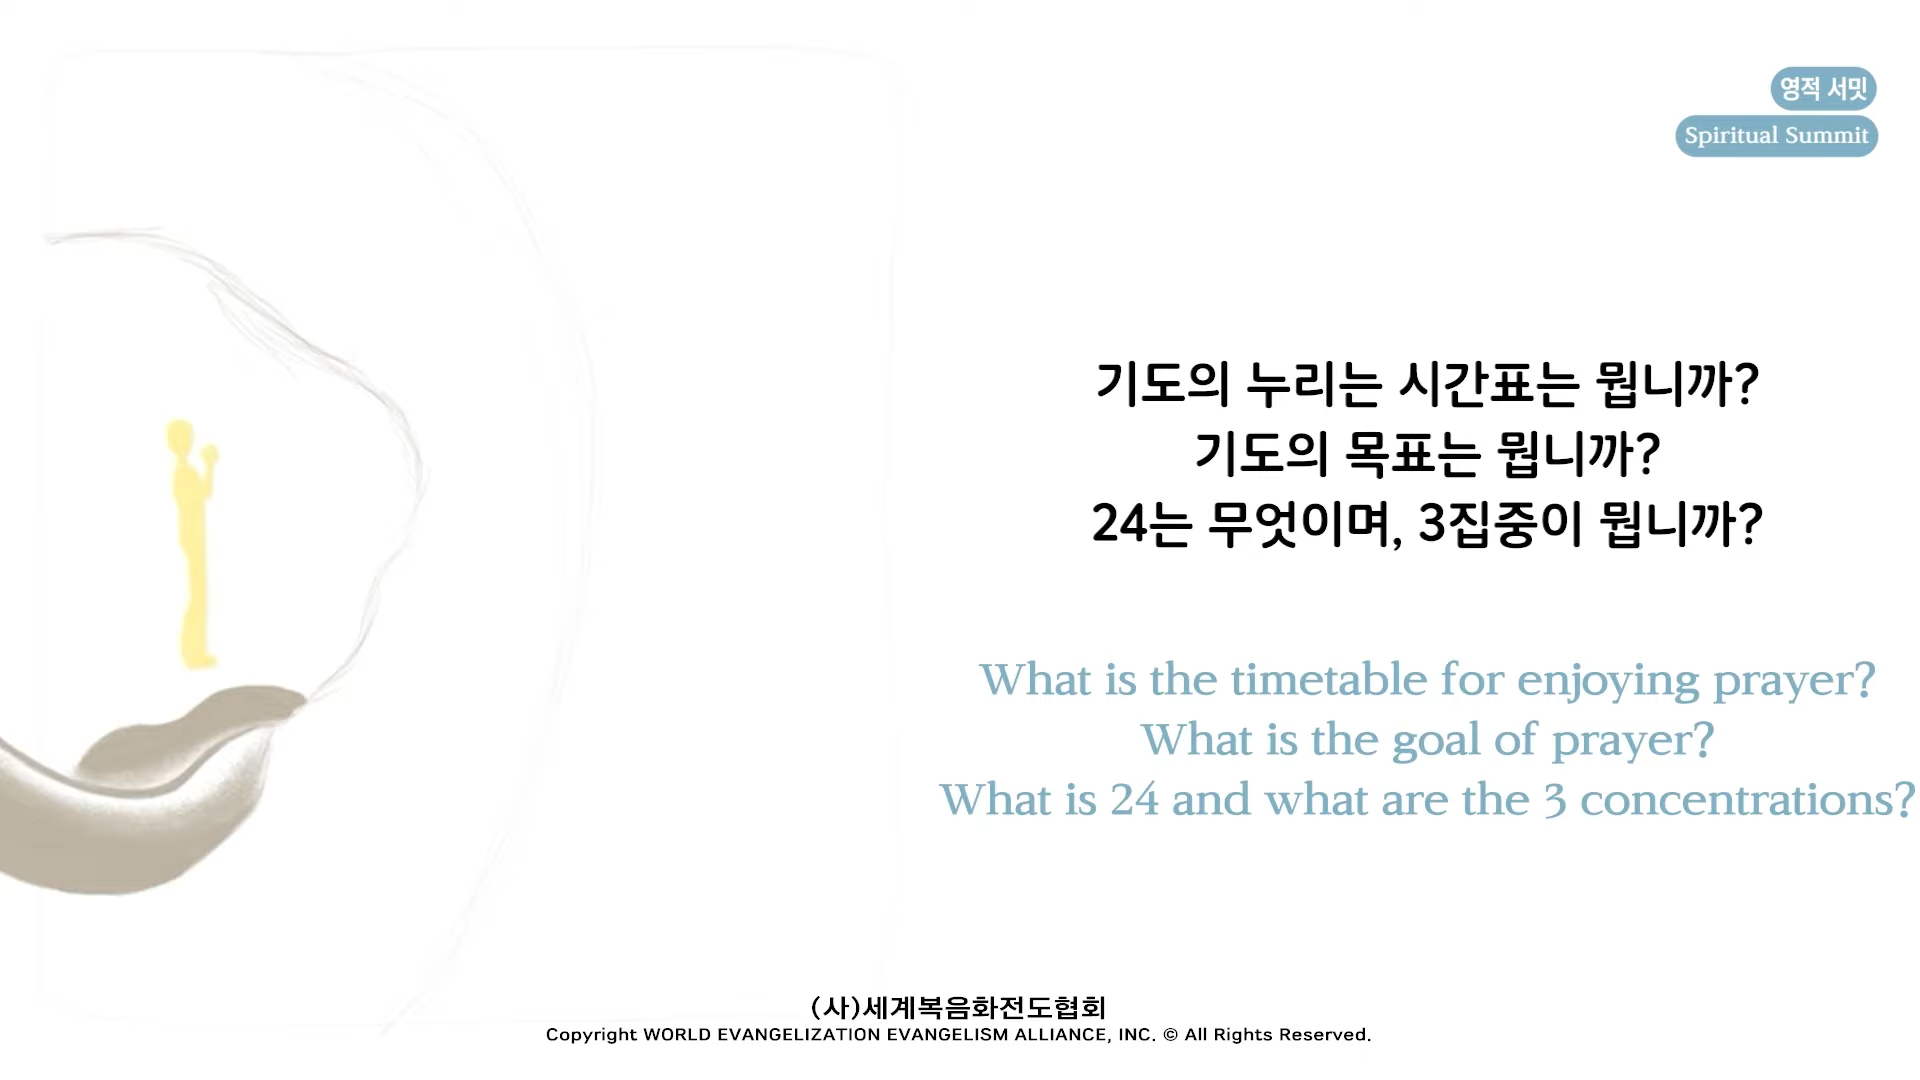 영적 서밋
Spiritual Summit
기도의 누리는 시간표는 뭡니까?
기도의 목표는 뭡니까?
24는 무엇이며, 3집중이 뭡니까?
What is the timetable for enjoying prayer?
What is the goal of prayer?
What is 24 and what are the 3 concentrations?
(사)세계복음화전도협회
Copyright WORLD EVANGELIZATION EVANGELISM ALLIANCE, INC. © All Rights Reserved.